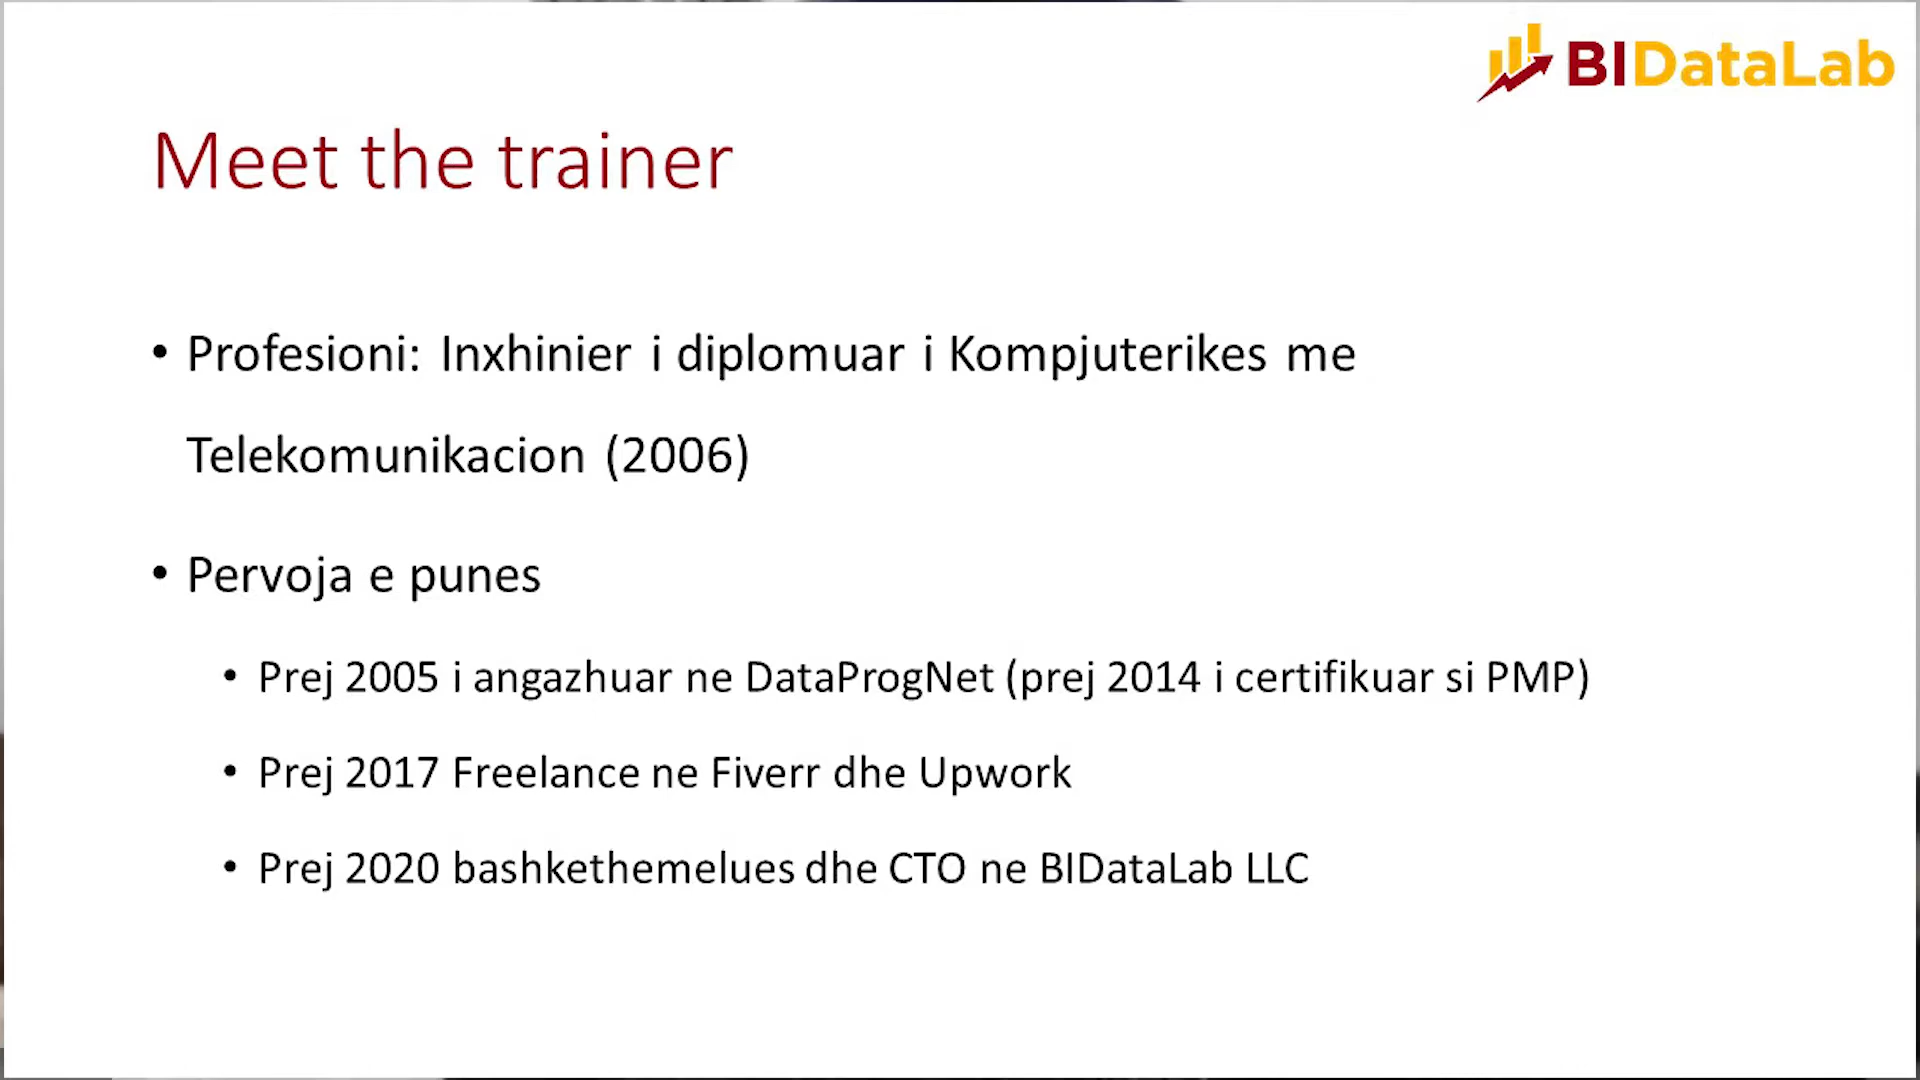 BIDataLab
Meet the trainer
• Profesioni: Inxhinier i diplomuar i Kompjuterikes me
Telekomunikacion (2006)
• Pervoja e punes
• Prej 2005 i angazhuar ne DataProgNet (prej 2014 i certifikuar si PMP)
• Prej 2017 Freelance ne Fiverr dhe Upwork
• Prej 2020 bashkethemelues dhe CTO ne BIDataLab LLC